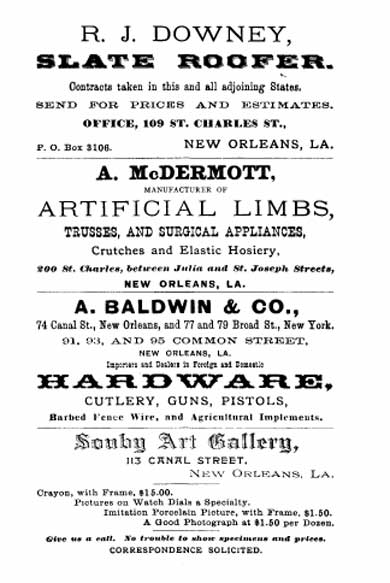 R. J. DOWNEY,
SLATE ROOFER.
Contracts taken in this and all adjoining States.
SEND FOR PRICES AND ESTIMATES.
OFFICE, 109 ST. CHARLES ST.,
P. O. Box 3106. NEW ORLEANS, LA.
A. McDERMOTT,
MANUFACTURER OF
ARTIFICIAL LIMBS,
TRUSSES, AND SURGICAL APPLIANCES,
Crutches and Elastic Hosiery,
200 St. Charles, between Julia and St. Joseph Streets,
NEW ORLEANS, LA.
A. BALDWIN & CO.,
74 Canal St., New Orleans, and 77 and 79 Broad St., New York.
91, 93, AND 95 COMMON STREET,
NEW ORLEANS, LA.
Importers and Dealers in Foreign and Domestic
HARDWARE,
CUTLERY, GUNS, PISTOLS,
Barbed Fence Wire, and Agricultural Implements.
Souby Art Gallery,
113 CANAL STREET,
NEW ORLEANS, LA.
Crayon, with Frame, $15.00.
Pictures on Watch Dials a Specialty.
Imitation Porcelain Picture, with Frame, $1.50.
A Good Photograph at $1.50 per Dozen.
Give us a call. No trouble to show specimens and prices.
CORRESPONDENCE SOLICITED.